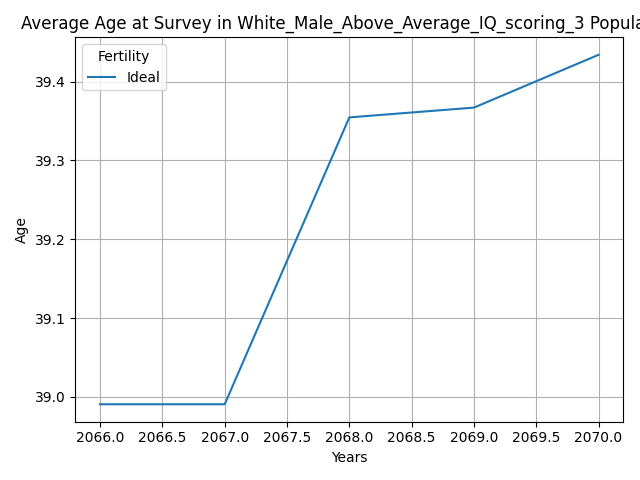 Average Age at Survey in White_Male_Above_Average_IQ_scoring_3 Popula
Fertility
Ideal
39.4
39.3
39.2
39.1
39.0
Age
2066.0 2066.5 2067.0 2067.5 2068.0 2068.5 2069.0 2069.5 2070.0
Years